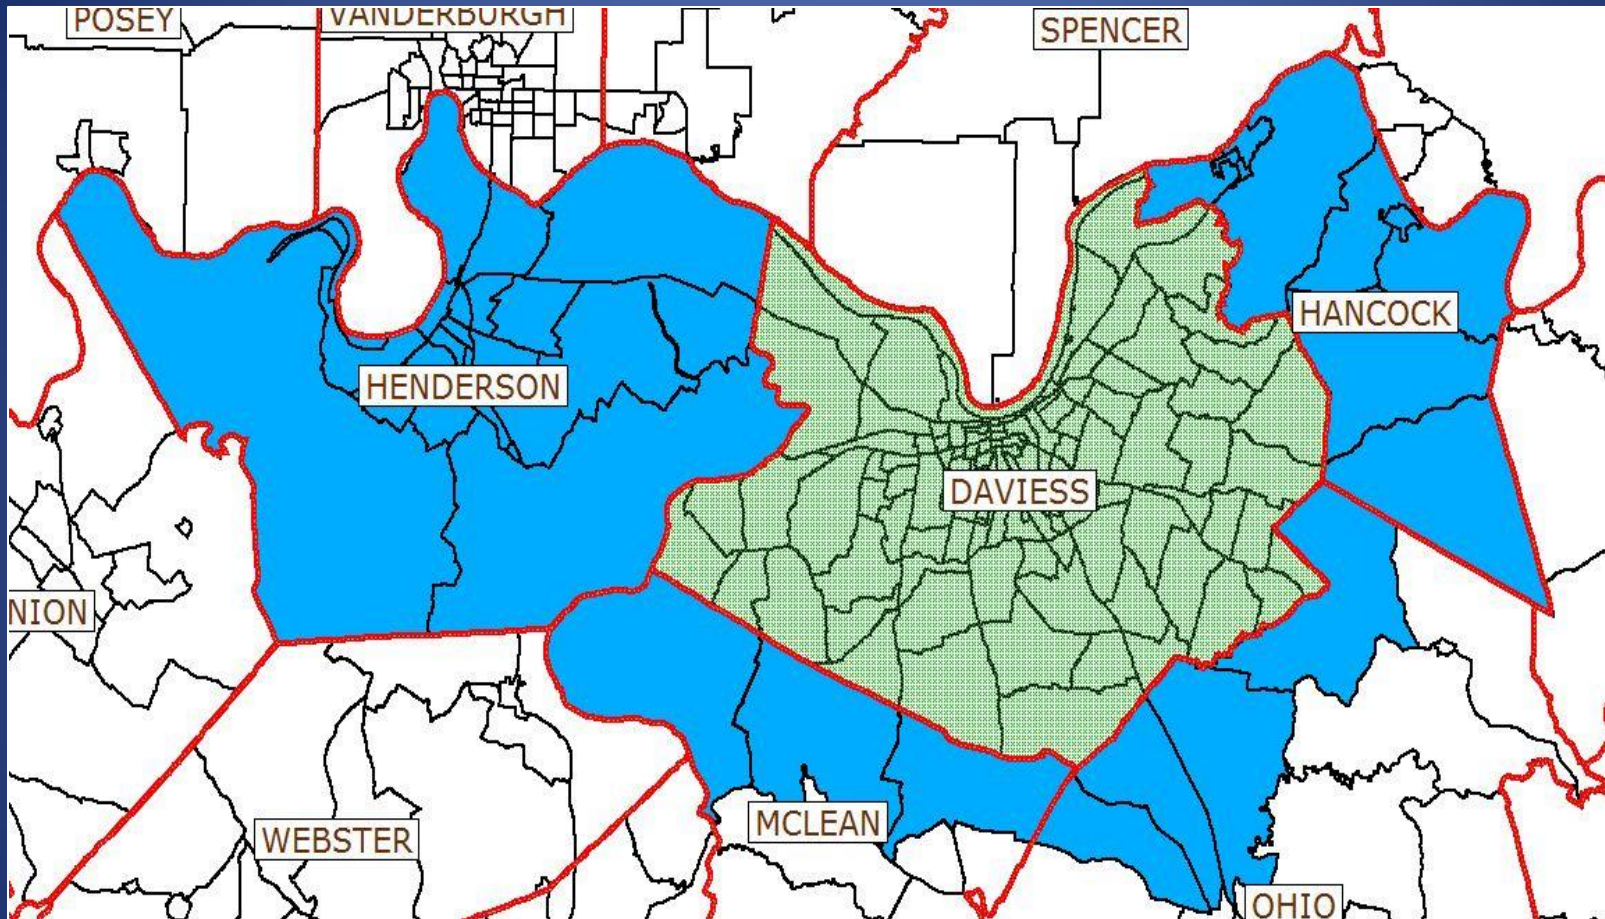 POSEY
VANDERBURGH
SPENCER
HANCOCK
HENDERSON
DAVIESS
NION
MCLEAN
WEBSTER
OHIO